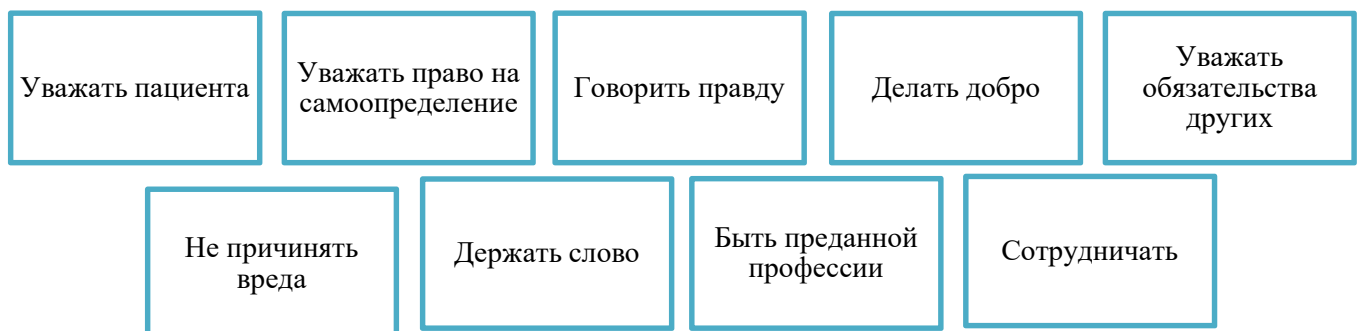 Уважать пациента
Уважать право на
самоопределение
Говорить правду
Делать добро
Уважать
обязательства
других
Не причинять
вреда
Держать слово
Быть преданной
профессии
Сотрудничать